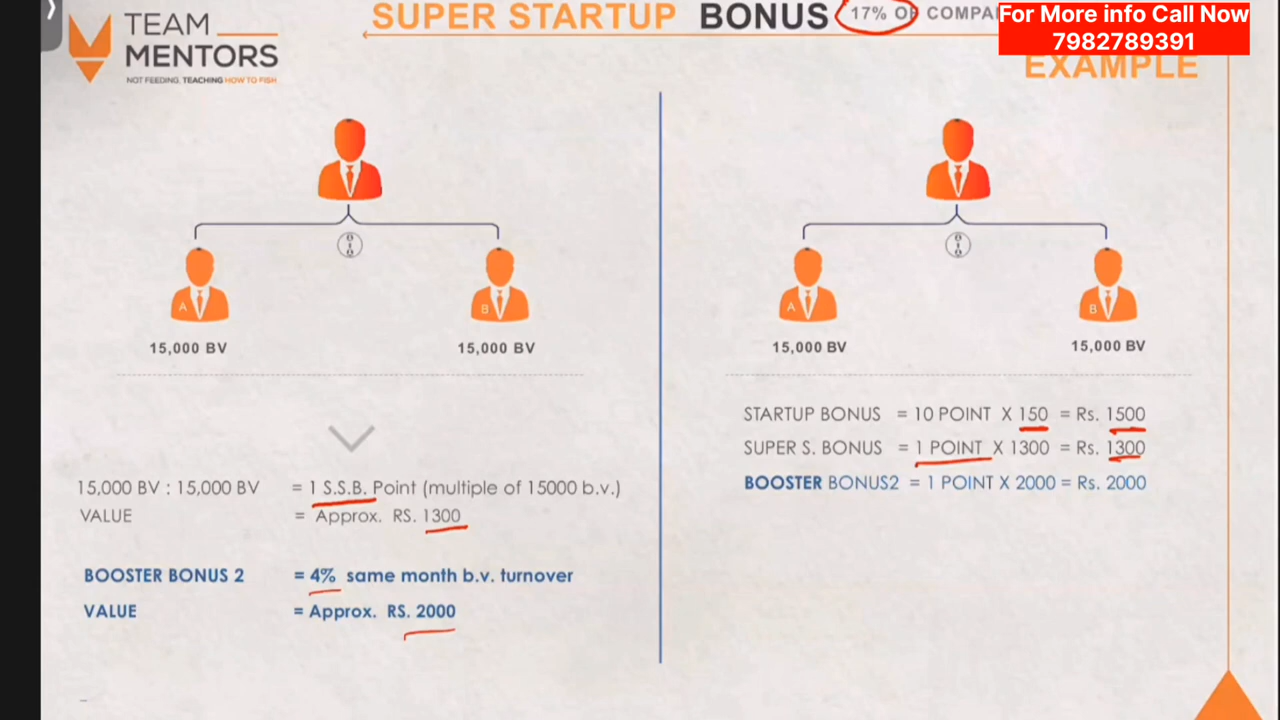 TEAM
MENTORS
NOT FEEDING, TEACHING HOW TO FISH
SUPER STARTUP BONUS 17% OF
For More info Call Now
7982789391
EXAMPLE
A
B
15,000 BV
15,000 BV
15,000 BV : 15,000 BV = 1 S.S.B. Point (multiple of 15000 b.v.)
VALUE = Approx. RS. 1300
BOOSTER BONUS 2 = 4% same month b.v. turnover
VALUE = Approx. RS. 2000
A
B
15,000 BV
15,000 BV
STARTUP BONUS = 10 POINT X 150 = Rs. 1500
SUPER S. BONUS = 1 POINT X 1300 = Rs. 1300
BOOSTER BONUS2 = 1 POINT X 2000 = Rs. 2000